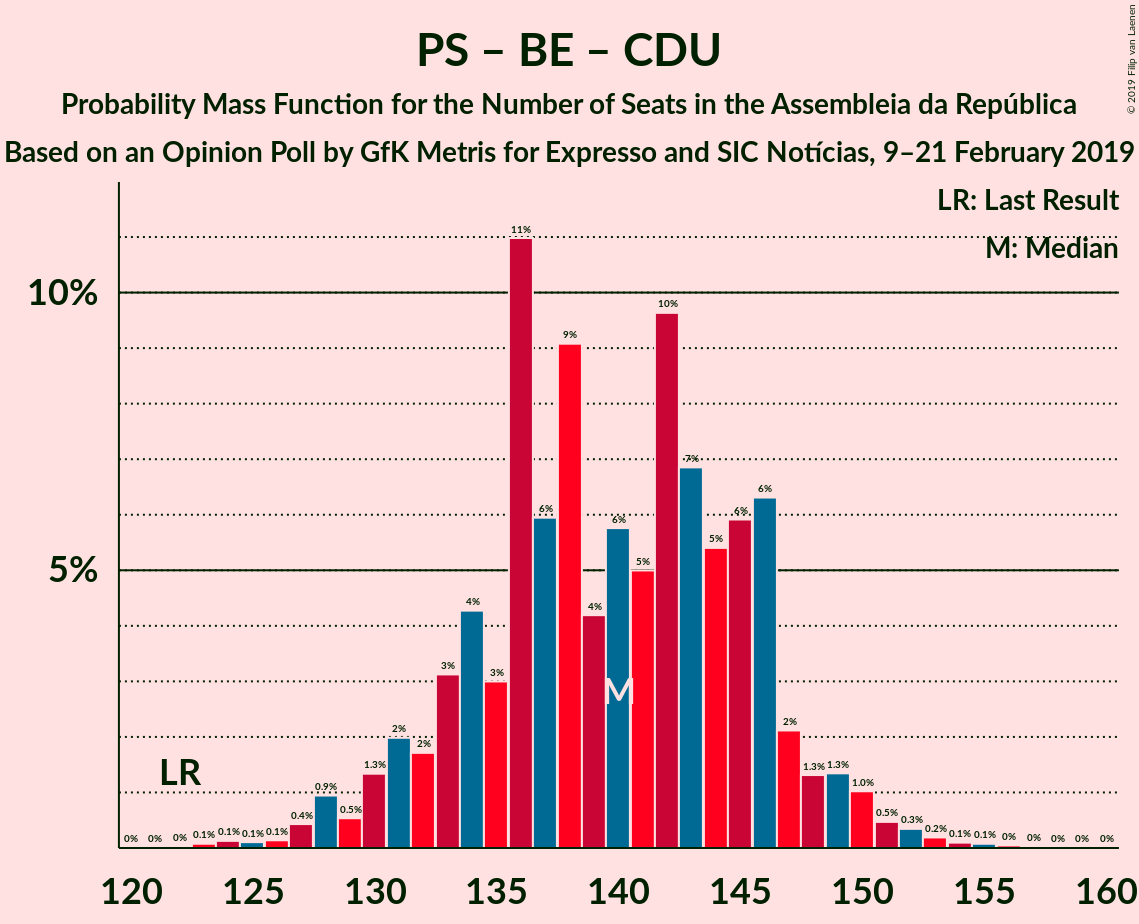 PS – BE – CDU
Probability Mass Function for the Number of Seats in the Assembleia da República
Based on an Opinion Poll by GfK Metris for Expresso and SIC Notícias, 9–21 February 2019
© 2019 Filip van Laenen
LR: Last Result
M: Median
10%
5%
0% 0% 0% 0.1% 0.1% 0.1% 0.1% 0.4% 0.9% 0.5% 1.3% 2% 2% 3% 4% 3% 11% 6% 9% 4% 6% 5% 10% 7% 5% 6% 6% 2% 1.3% 1.3% 1.0% 0.5% 0.3% 0.2% 0.1% 0.1% 0% 0% 0% 0% 0%
M
LR
120 125 130 135 140 145 150 155 160